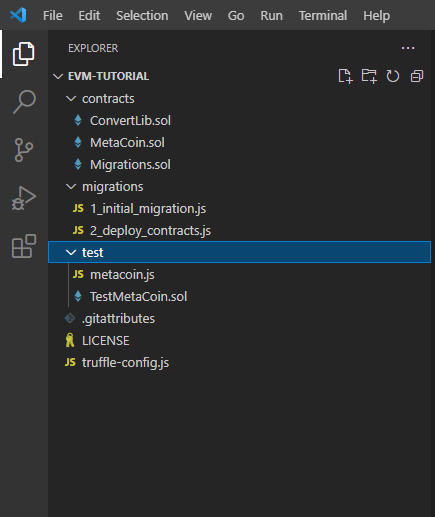 File Edit Selection View Go Run Terminal Help
EXPLORER
EVM-TUTORIAL
contracts
ConvertLib.sol
MetaCoin.sol
Migrations.sol
migrations
JS 1_initial_migration.js
JS 2_deploy_contracts.js
test
JS metacoin.js
TestMetaCoin.sol
.gitattributes
LICENSE
JS truffle-config.js